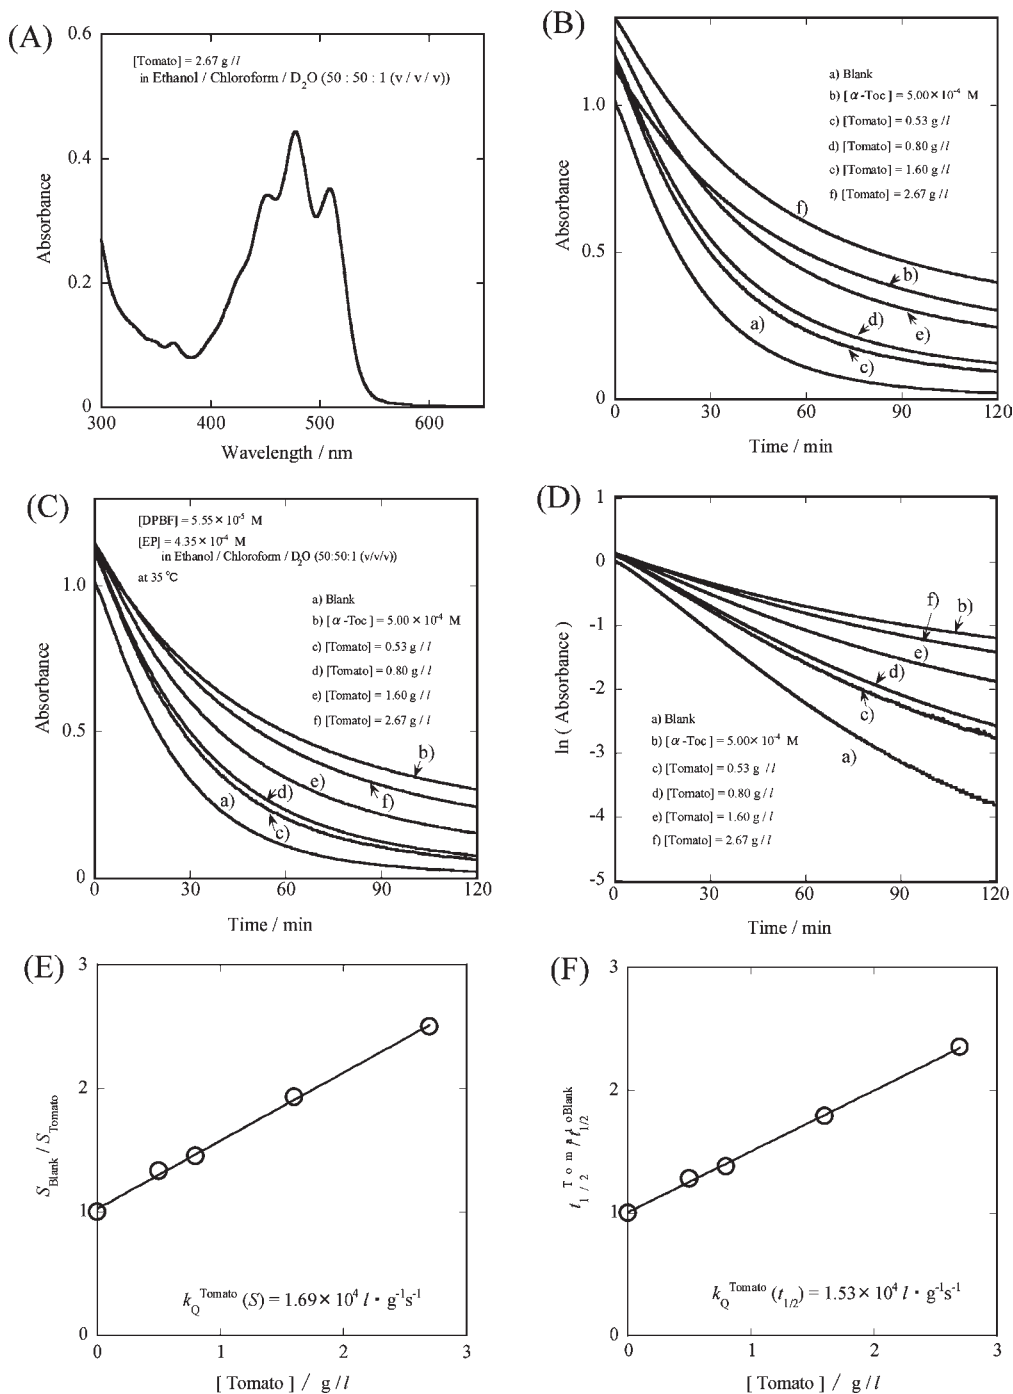 (A)
0.6
0.4
0.2
0
Absorbance
[Tomato] = 2.67 g / l
in Ethanol / Chloroform / D2O (50 : 50 : 1 (v / v / v))
300 400 500 600
Wavelength / nm
(B)
1.0
0.5
0
Absorbance
a) Blank
b) [ α -Toc ] = 5.00 × 10-4 M
c) [Tomato] = 0.53 g / l
d) [Tomato] = 0.80 g / l
c) [Tomato] = 1.60 g / l
f) [Tomato] = 2.67 g / l
f)
b)
e)
d)
a)
c)
0 30 60 90 120
Time / min
(C)
1.0
0.5
0
Absorbance
[DPBF] = 5.55 × 10-5 M
[EP] = 4.35 × 10-4 M
in Ethanol / Chloroform / D2O (50:50:1 (v/v/v))
at 35 °C
a) Blank
b) [ α -Toc ] = 5.00 × 10-4 M
c) [Tomato] = 0.53 g / l
d) [Tomato] = 0.80 g / l
e) [Tomato] = 1.60 g / l
f) [Tomato] = 2.67 g / l
b)
e)
f)
a)
d)
c)
0 30 60 90 120
Time / min
(D)
1
0
-1
-2
-3
-4
-5
ln ( Absorbance )
f)
b)
e)
d)
c)
a)
a) Blank
b) [ α -Toc ] = 5.00 × 10-4 M
c) [Tomato] = 0.53 g / l
d) [Tomato] = 0.80 g / l
e) [Tomato] = 1.60 g / l
f) [Tomato] = 2.67 g / l
0 30 60 90 120
Time / min
(E)
3
2
1
0
SBlank / STomato
kQTomato (S) = 1.69 × 104 l · g-1s-1
0 1 2 3
[ Tomato ] / g / l
(F)
3
2
1
0
kQTomato (t1/2) = 1.53 × 104 l · g-1s-1
0 1 2 3
[ Tomato ] / g / l